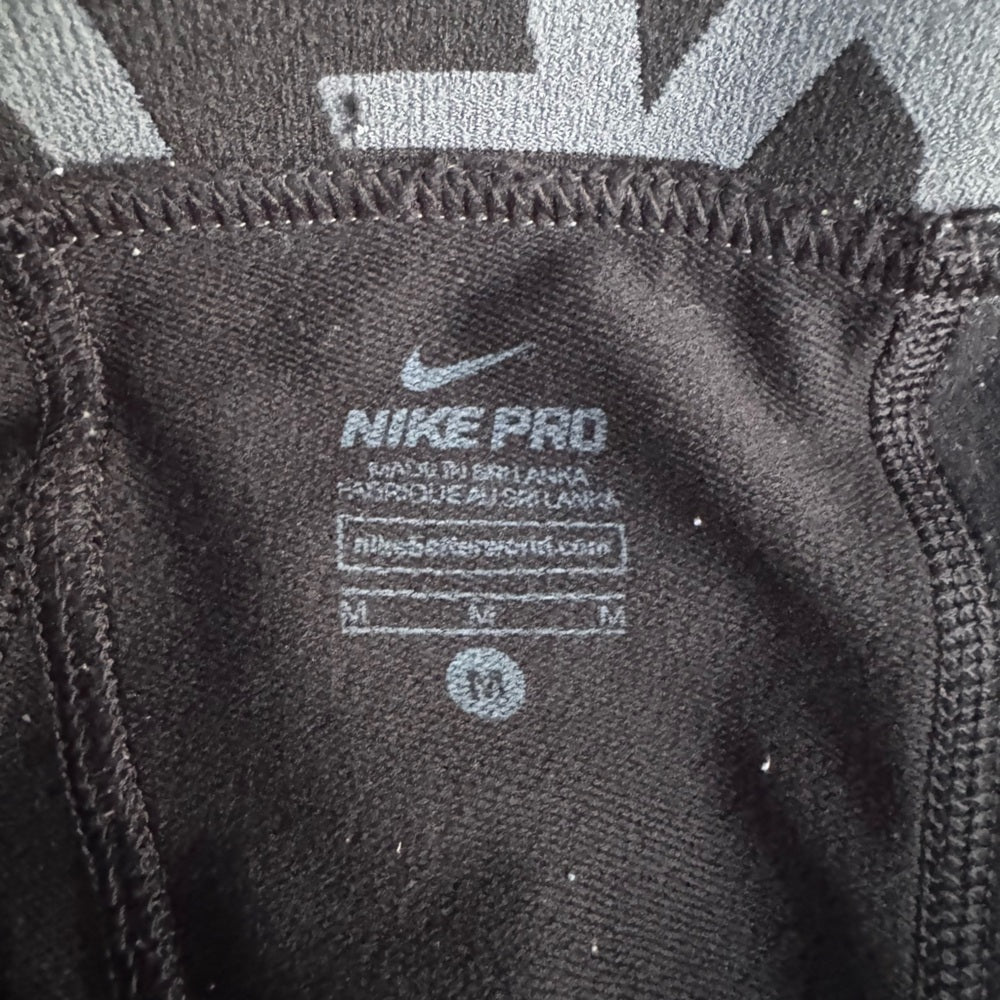 NIKE PRO
MADE IN SRI LANKA
FABRIQUE AU SRI LANKA
nikebetterworld.com
M M M
M